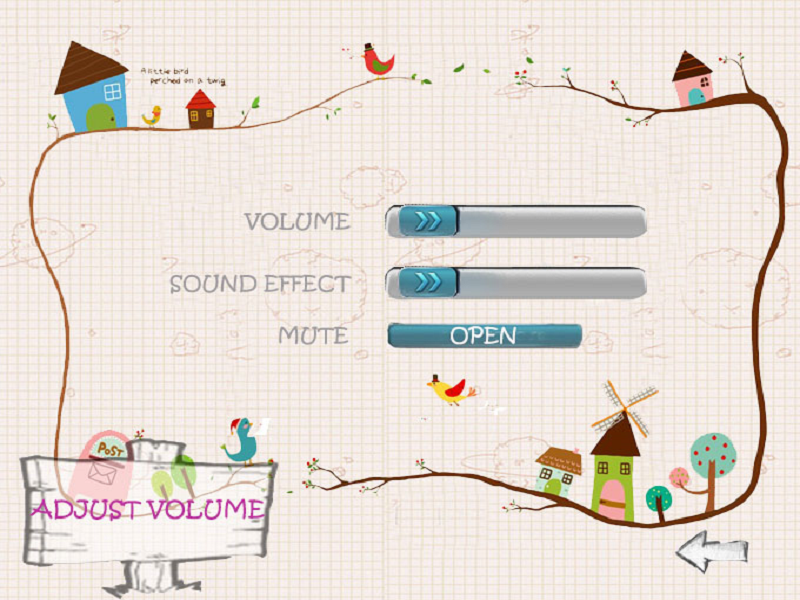 A little bird
perched on a twig
VOLUME
SOUND EFFECT
MUTE
OPEN
POST
ADJUST VOLUME